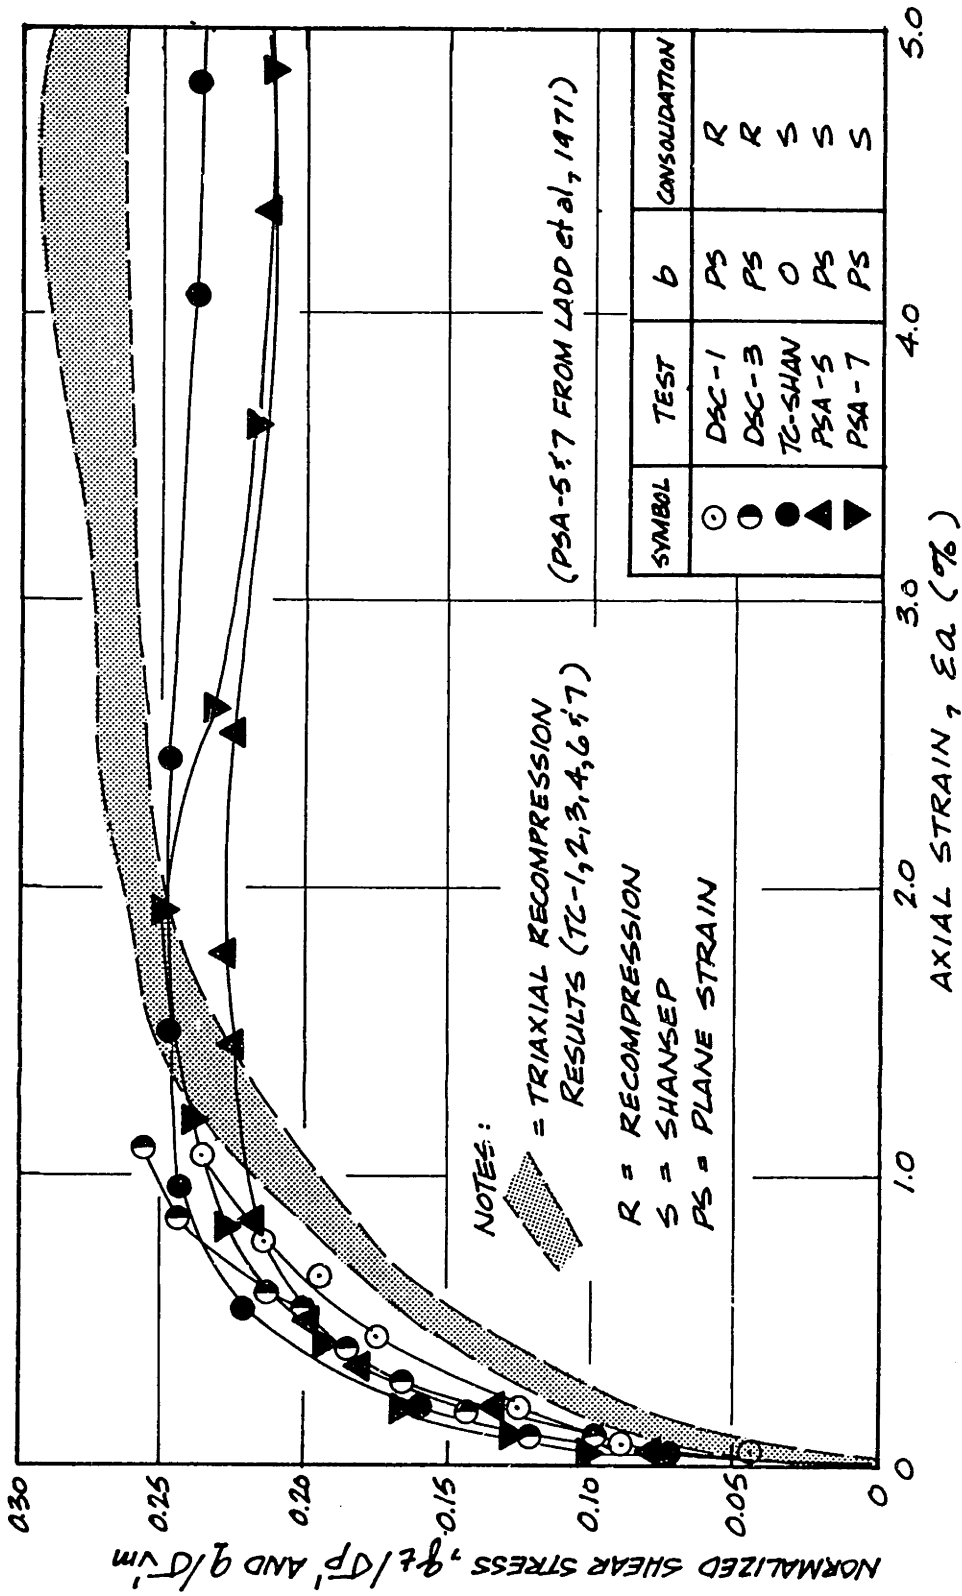 NORMALIZED SHEAR STRESS, qt/σp' AND q/σ'vm
0.30
0.25
0.20
0.15
0.10
0.05
0
0
1.0
2.0
3.0
4.0
5.0
AXIAL STRAIN, Ea (%)
NOTES:
= TRIAXIAL RECOMPRESSION
RESULTS (TC-1,2,3,4,6 & 7)
R = RECOMPRESSION
S = SHANSEP
PS = PLANE STRAIN
(PSA-5 & 7 FROM LADD et al, 1971)
SYMBOL TEST b CONSOLIDATION
DSC-1 PS R
DSC-3 PS R
TC-SHAN 0 S
PSA-5 PS S
PSA-7 PS S